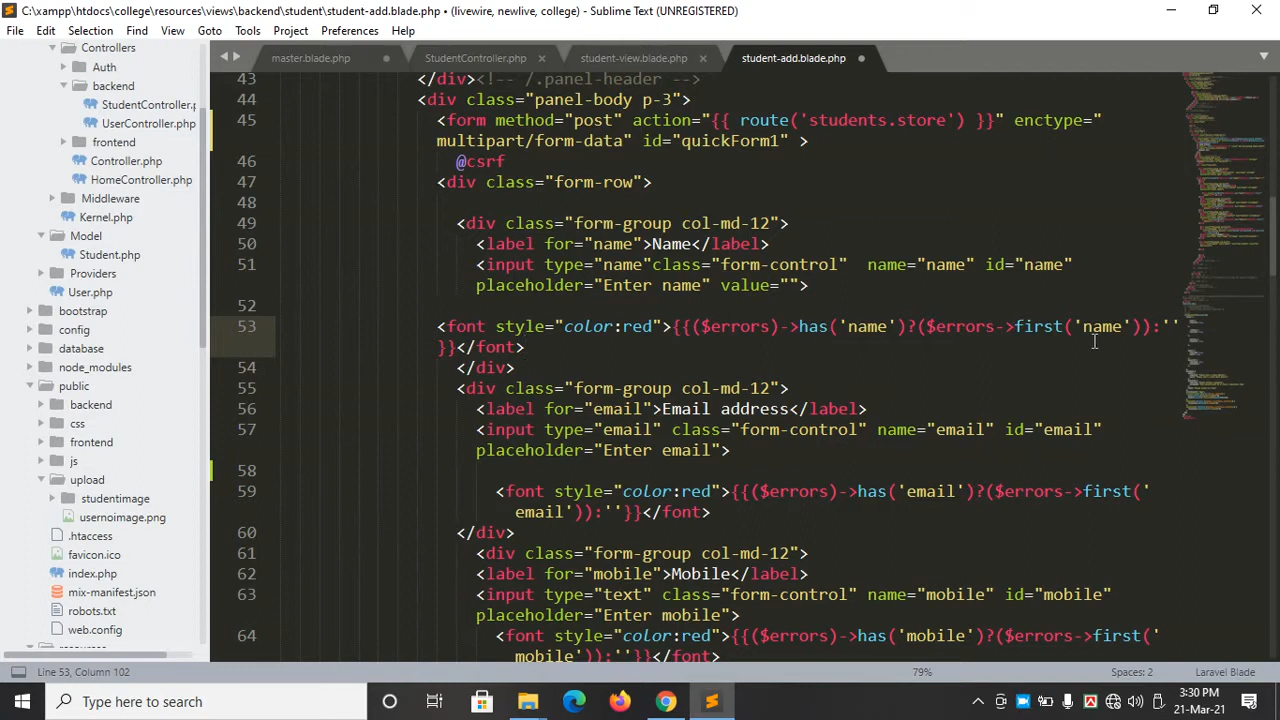 C:\xampp\htdocs\college\resources\views\backend\student\student-add.blade.php • (livewire, newlive, college) - Sublime Text (UNREGISTERED)
File Edit Selection Find View Goto Tools Project Preferences Help
master.blade.php StudentController.php student-view.blade.php student-add.blade.php
Controllers
Auth
backend
StudentController.p
UserController.php
frontend
Controller.php
HomeController.php
Middleware
Kernel.php
Model
Student.php
Providers
User.php
bootstrap
config
database
node_modules
public
backend
css
frontend
js
upload
studentimage
usernoimage.png
.htaccess
favicon.ico
index.php
mix-manifest.json
robots.txt
web.config
resources
43 </div><!-- /.panel-header -->
44 <div class="panel-body p-3">
45 <form method="post" action="{{ route('students.store') }}" enctype="
multipart/form-data" id="quickForm1" >
46 @csrf
47 <div class="form-row">
48
49 <div class="form-group col-md-12">
50 <label for="name">Name</label>
51 <input type="name"class="form-control"  name="name" id="name"
placeholder="Enter name" value="">
52
53 <font style="color:red">{{($errors)->has('name')?($errors->first('name')):''
}}</font>
54 </div>
55 <div class="form-group col-md-12">
56 <label for="email">Email address</label>
57 <input type="email" class="form-control" name="email" id="email"
placeholder="Enter email">
58
59 <font style="color:red">{{($errors)->has('email')?($errors->first('
email')):''}}</font>
60 </div>
61 <div class="form-group col-md-12">
62 <label for="mobile">Mobile</label>
63 <input type="text" class="form-control" name="mobile" id="mobile"
placeholder="Enter mobile">
64 <font style="color:red">{{($errors)->has('mobile')?($errors->first('
mobile')):''}}</font>
Line 53, Column 102 79% Spaces: 2 Laravel Blade
Type here to search
3:30 PM
21-Mar-21